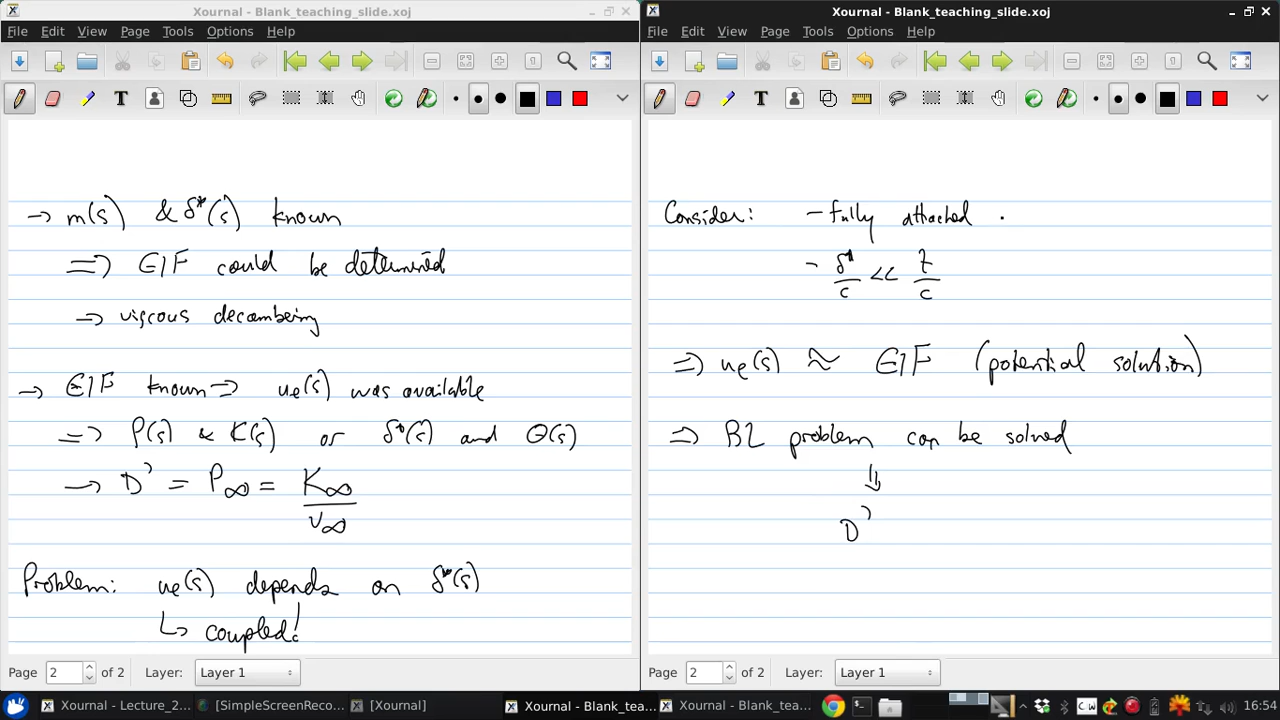 Xournal - Blank_teaching_slide.xoj
File Edit View Page Tools Options Help
→ m(s) & δ*(s) known
⇒ EIF could be determined
→ viscous decambering
→ EIF known ⇒ ue(s) was available
⇒ P(s) & K(s) or δ*(s) and Θ(s)
→ D' = P∞ = K∞ / V∞
Problem: ue(s) depends on δ*(s)
↳ coupled!
Page 2 of 2 Layer: Layer 1
Xournal - Blank_teaching_slide.xoj
File Edit View Page Tools Options Help
Consider: - fully attached .
- δ*/c << t/c
⇒ ue(s) ≈ EIF (potential solution)
⇒ BL problem can be solved
⇓
D'
Page 2 of 2 Layer: Layer 1
Xournal - Lecture_2... [SimpleScreenReco... [Xournal] Xournal - Blank_tea... Xournal - Blank_tea... 16:54